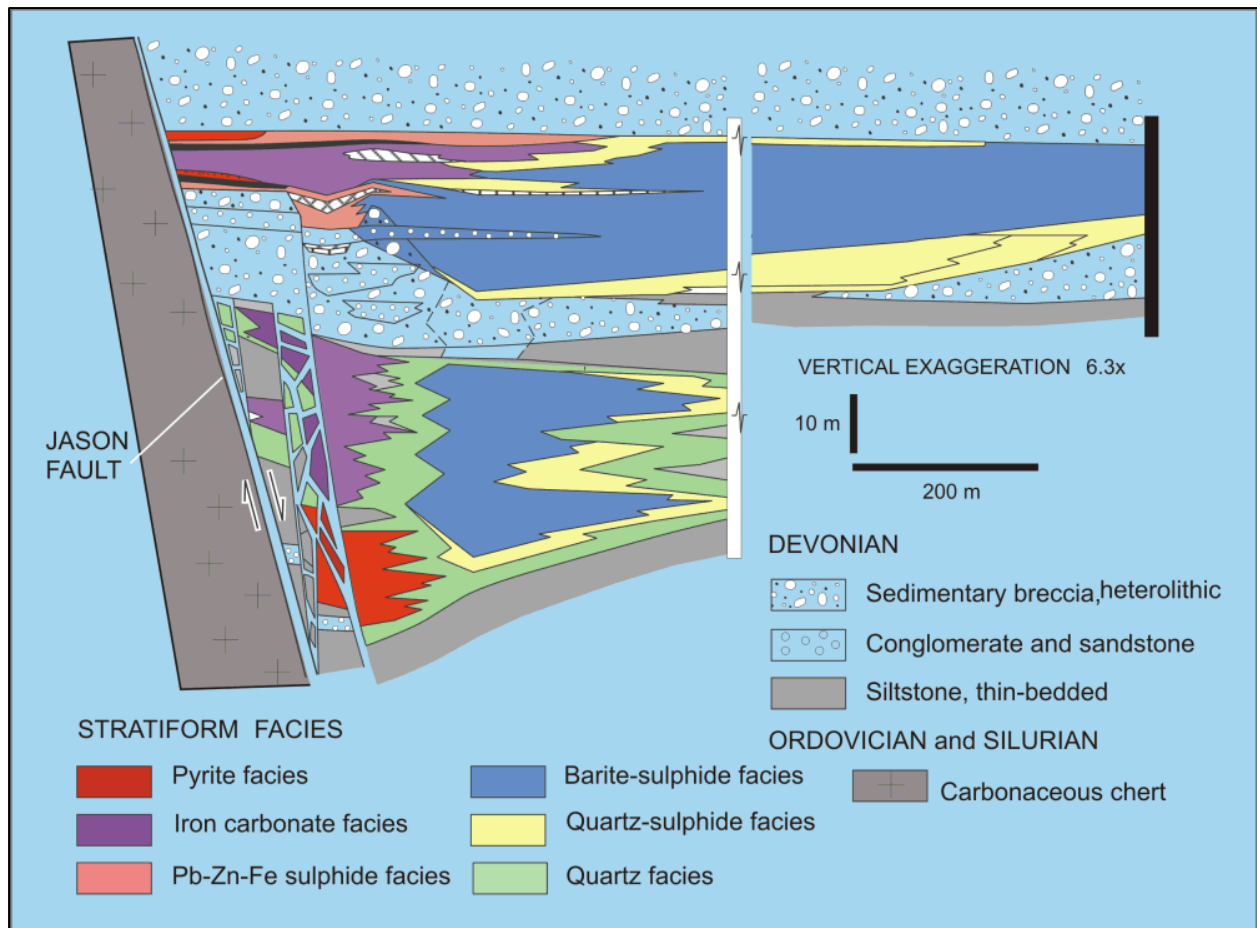 JASON
FAULT
VERTICAL EXAGGERATION 6.3x
10 m
200 m
DEVONIAN
Sedimentary breccia,heterolithic
Conglomerate and sandstone
Siltstone, thin-bedded
ORDOVICIAN and SILURIAN
Carbonaceous chert
STRATIFORM FACIES
Pyrite facies
Iron carbonate facies
Pb-Zn-Fe sulphide facies
Barite-sulphide facies
Quartz-sulphide facies
Quartz facies